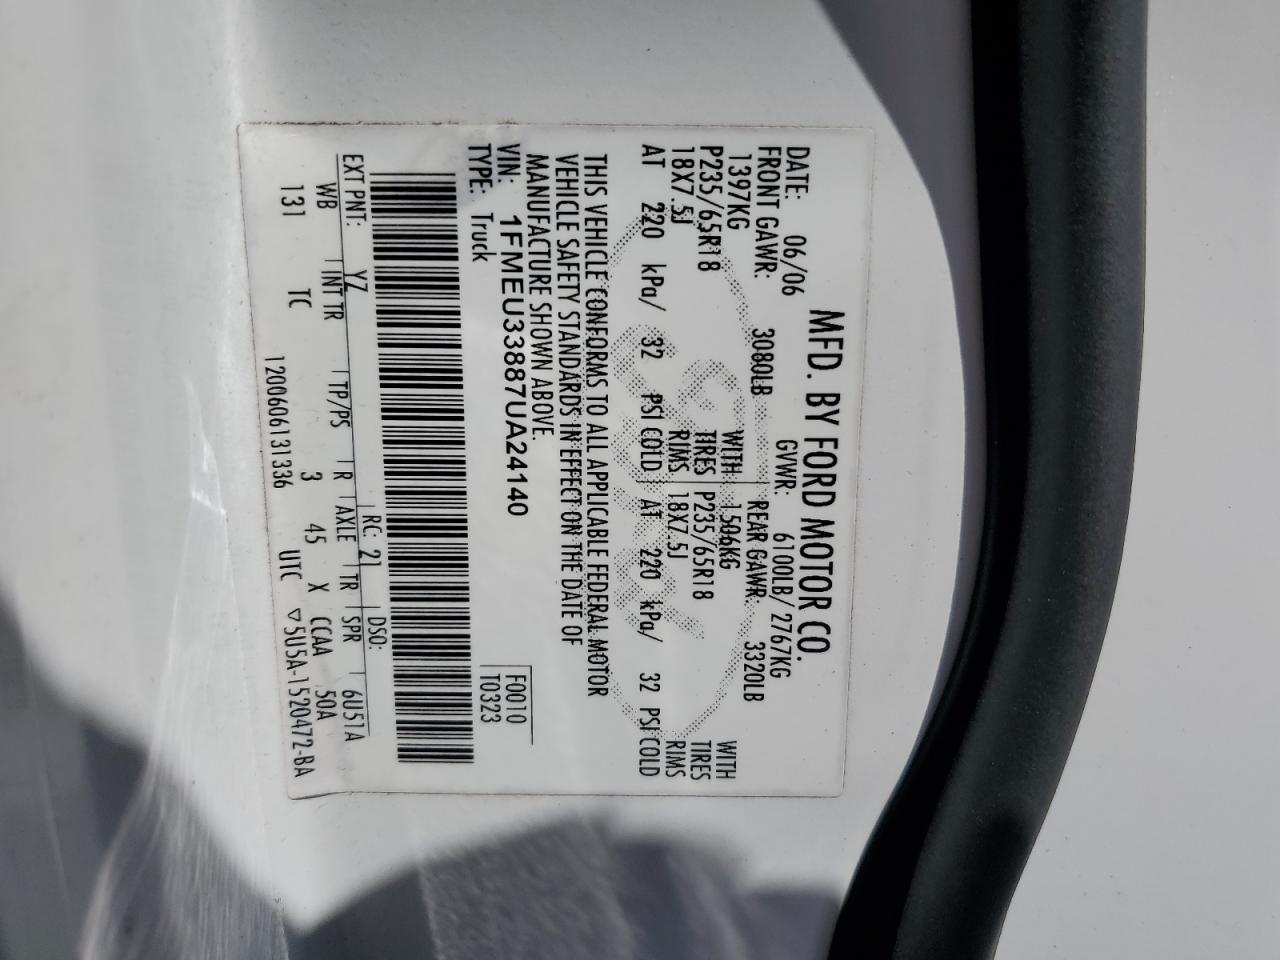 MFD. BY FORD MOTOR CO.
DATE: 06/06 GVWR: 6100LB/ 2767KG
FRONT GAWR: 3080LB REAR GAWR: 3320LB
1397KG WITH 1506KG WITH
P235/65R18 TIRES P235/65R18 TIRES
18X7.5J RIMS 18X7.5J RIMS
AT 220 kPa/ 32 PSI COLD AT 220 kPa/ 32 PSI COLD
THIS VEHICLE CONFORMS TO ALL APPLICABLE FEDERAL MOTOR
VEHICLE SAFETY STANDARDS IN EFFECT ON THE DATE OF
MANUFACTURE SHOWN ABOVE.
VIN: 1FMEU33887UA24140 F0010
TYPE: Truck T0323
RC: 21 DSO:
EXT PNT: YZ 6U51A
WB INT TR TP/PS R AXLE TR SPR
131 TC 3 45 X CCAA 50A
1200606131336 UTC ▽5U5A-1520472-BA